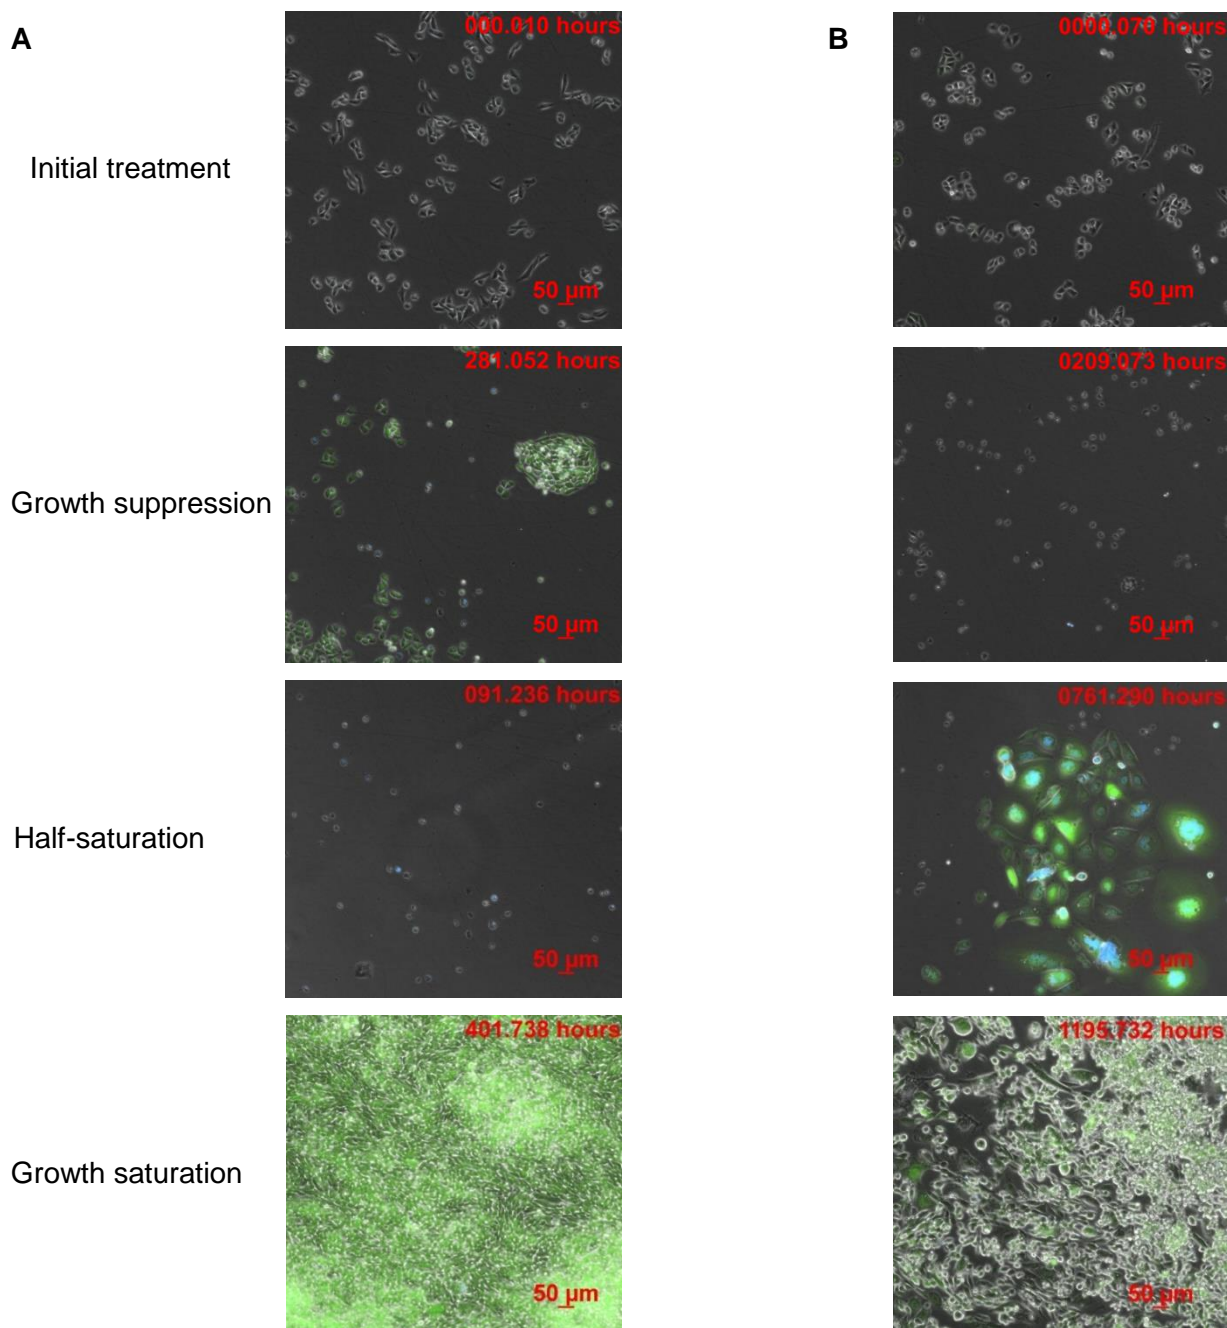 A
B
000.010 hours
0000.070 hours
Initial treatment
50 µm
50 µm
281.052 hours
0209.073 hours
Growth suppression
50 µm
50 µm
091.236 hours
0761.290 hours
Half-saturation
50 µm
50 µm
401.738 hours
1195.732 hours
Growth saturation
50 µm
50 µm